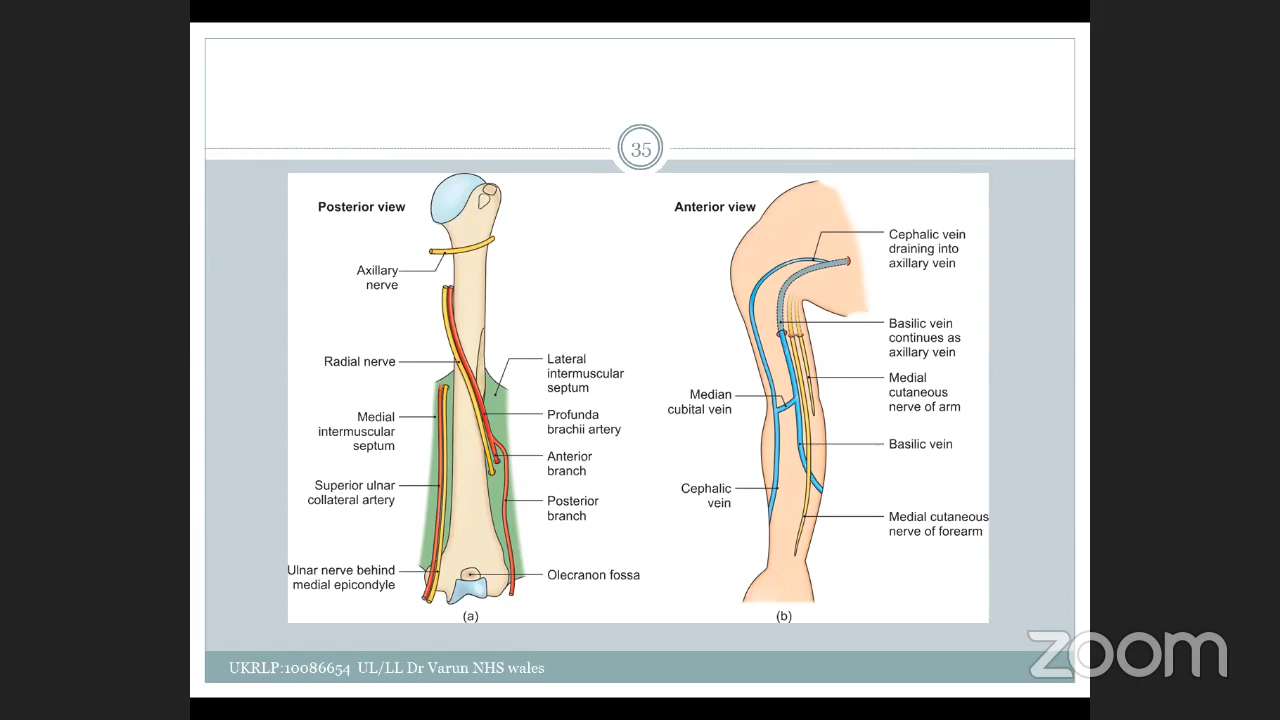 35
Posterior view
Axillary
nerve
Radial nerve
Medial
intermuscular
septum
Superior ulnar
collateral artery
Ulnar nerve behind
medial epicondyle
Lateral
intermuscular
septum
Profunda
brachii artery
Anterior
branch
Posterior
branch
Olecranon fossa
(a)
Anterior view
Median
cubital vein
Cephalic
vein
Cephalic vein
draining into
axillary vein
Basilic vein
continues as
axillary vein
Medial
cutaneous
nerve of arm
Basilic vein
Medial cutaneous
nerve of forearm
(b)
UKRLP:10086654 UL/LL Dr Varun NHS wales
zoom